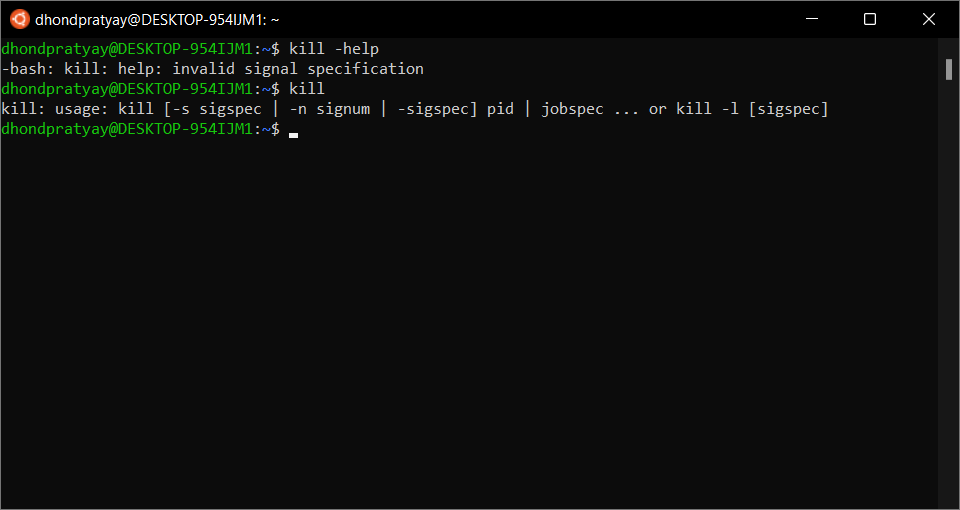 dhondpratyay@DESKTOP-954IJM1: ~
dhondpratyay@DESKTOP-954IJM1:~$ kill -help
-bash: kill: help: invalid signal specification
dhondpratyay@DESKTOP-954IJM1:~$ kill
kill: usage: kill [-s sigspec | -n signum | -sigspec] pid | jobspec ... or kill -l [sigspec]
dhondpratyay@DESKTOP-954IJM1:~$